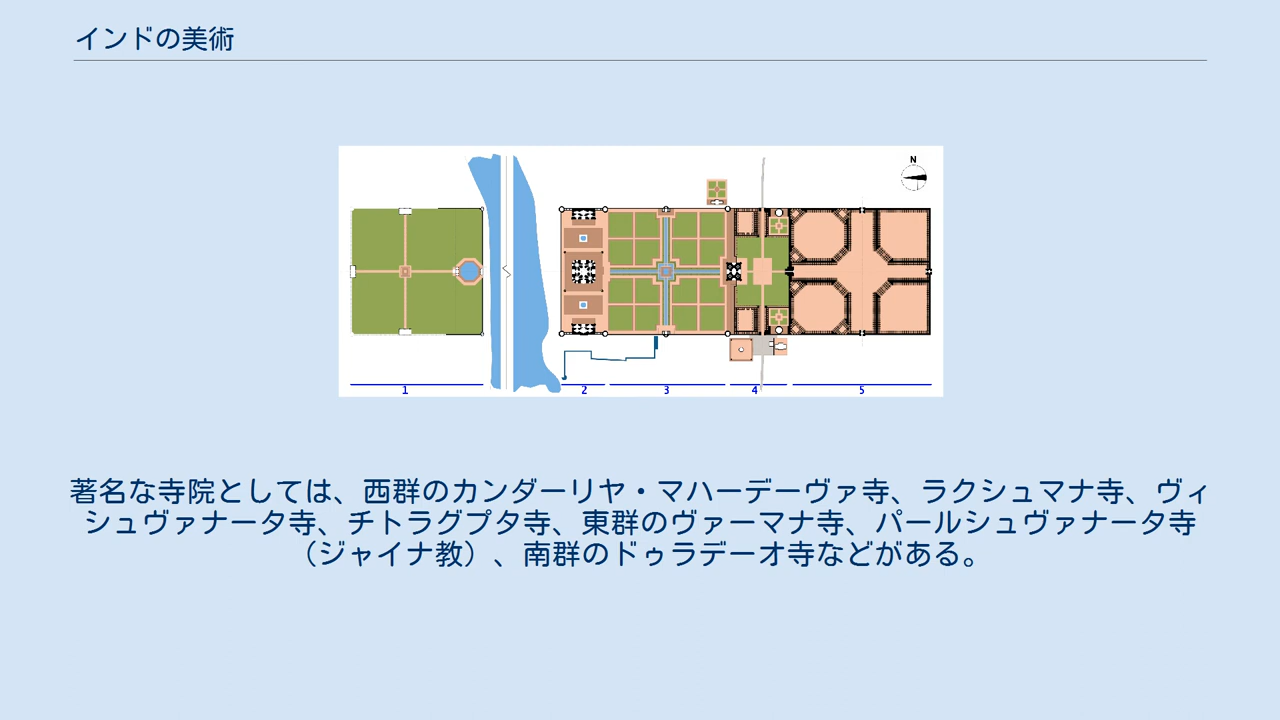 インドの美術
N
1
2
3
4
5
著名な寺院としては、西群のカンダーリヤ・マハーデーヴァ寺、ラクシュマナ寺、ヴィ
シュヴァナータ寺、チトラグプタ寺、東群のヴァーマナ寺、パールシュヴァナータ寺
（ジャイナ教）、南群のドゥラデーオ寺などがある。